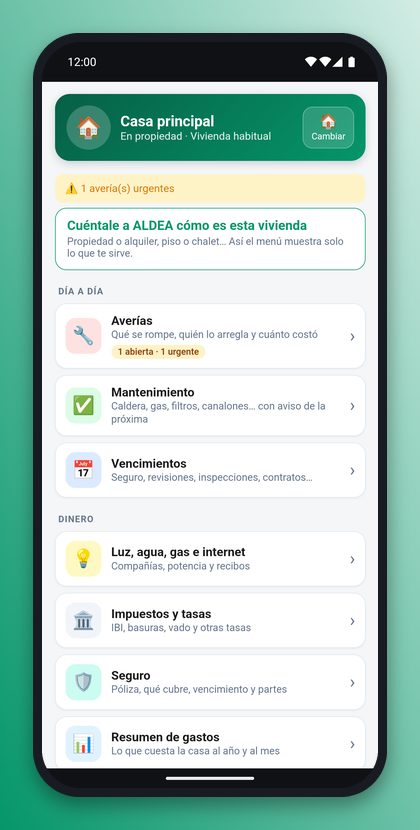 12:00
Casa principal
En propiedad · Vivienda habitual
Cambiar
⚠️ 1 avería(s) urgentes
Cuéntale a ALDEA cómo es esta vivienda
Propiedad o alquiler, piso o chalet… Así el menú muestra solo
lo que te sirve.
DÍA A DÍA
Averías
Qué se rompe, quién lo arregla y cuánto costó
1 abierta · 1 urgente
Mantenimiento
Caldera, gas, filtros, canalones… con aviso de la
próxima
Vencimientos
Seguro, revisiones, inspecciones, contratos…
DINERO
Luz, agua, gas e internet
Compañías, potencia y recibos
Impuestos y tasas
IBI, basuras, vado y otras tasas
Seguro
Póliza, qué cubre, vencimiento y partes
Resumen de gastos
Lo que cuesta la casa al año y al mes